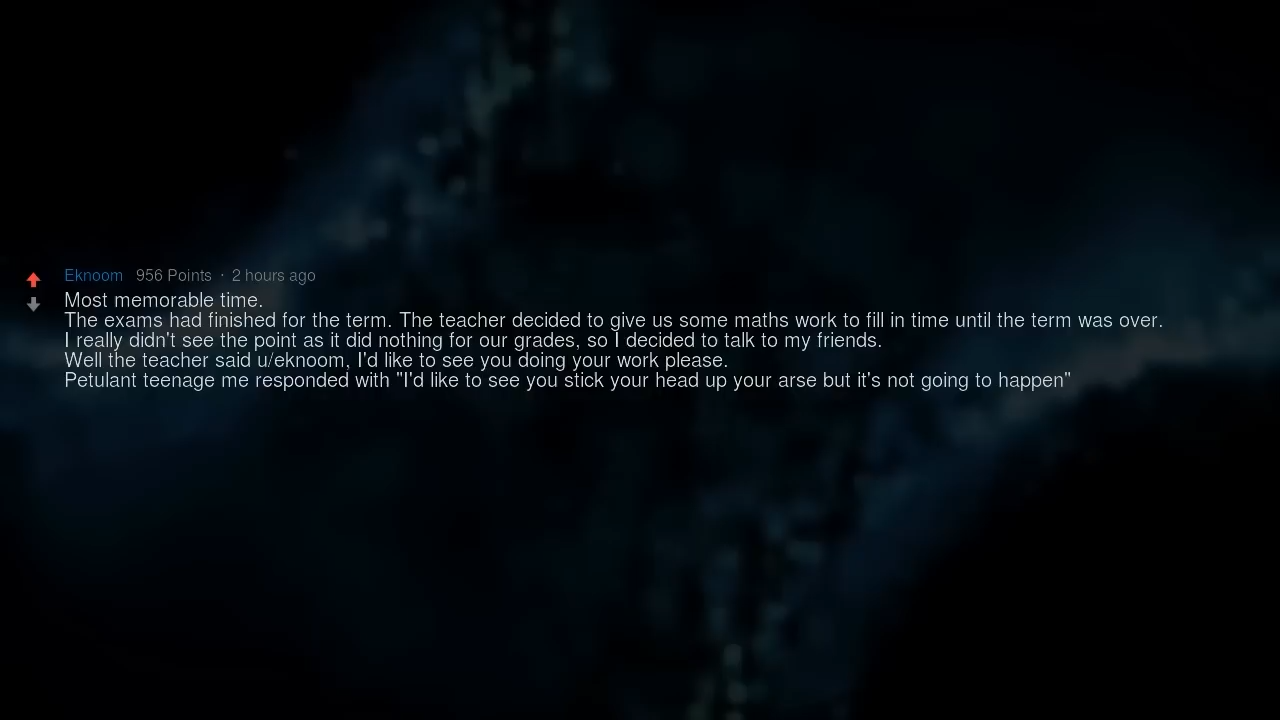 Eknoom 956 Points · 2 hours ago
Most memorable time.
The exams had finished for the term. The teacher decided to give us some maths work to fill in time until the term was over.
I really didn't see the point as it did nothing for our grades, so I decided to talk to my friends.
Well the teacher said u/eknoom, I'd like to see you doing your work please.
Petulant teenage me responded with "I'd like to see you stick your head up your arse but it's not going to happen"